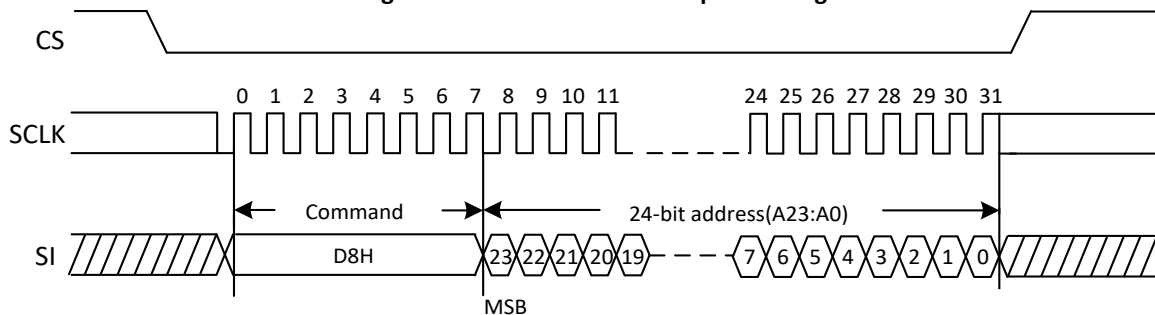 CS
0 1 2 3 4 5 6 7 8 9 10 11 24 25 26 27 28 29 30 31
SCLK
Command 24-bit address(A23:A0)
SI D8H 23 22 21 20 19 7 6 5 4 3 2 1 0
MSB